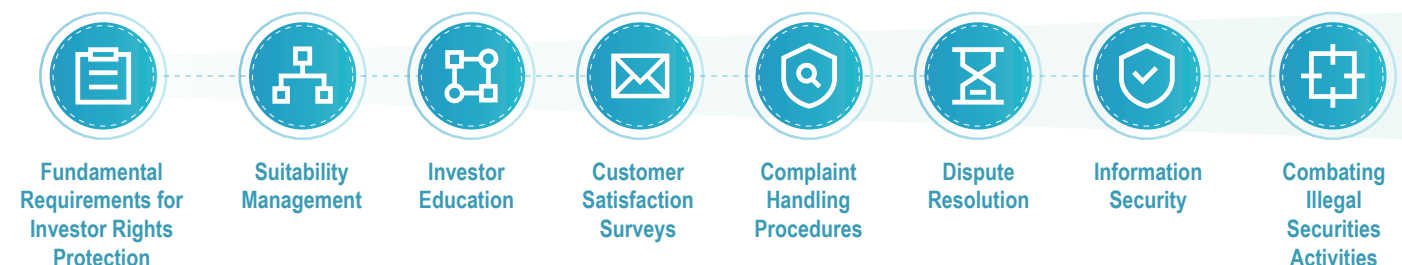 Fundamental
Requirements for
Investor Rights
Protection
Suitability
Management
Investor
Education
Customer
Satisfaction
Surveys
Complaint
Handling
Procedures
Dispute
Resolution
Information
Security
Combating
Illegal
Securities
Activities